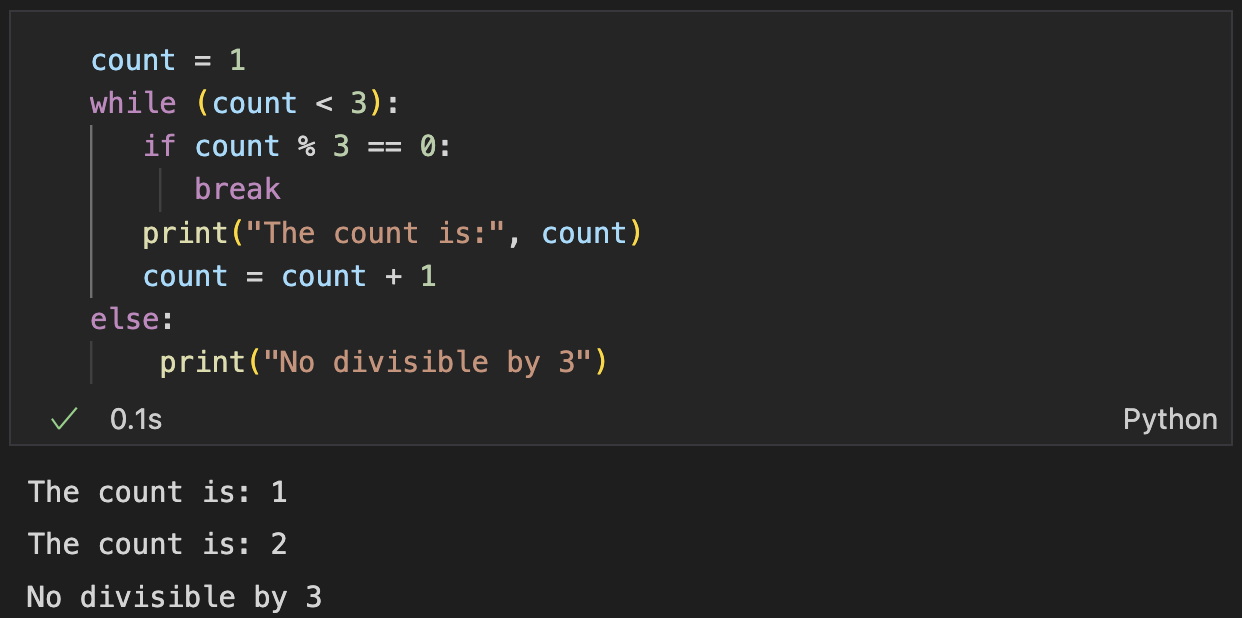 count = 1
while (count < 3):
   if count % 3 == 0:
      break
   print("The count is:", count)
   count = count + 1
else:
    print("No divisible by 3")
✓ 0.1s Python
The count is: 1
The count is: 2
No divisible by 3